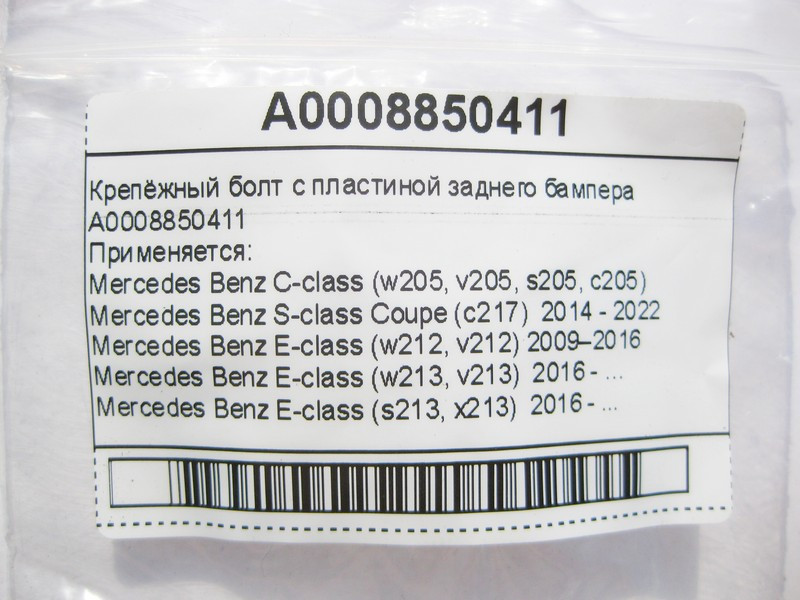 A0008850411
Крепёжный болт с пластиной заднего бампера
A0008850411
Применяется:
Mercedes Benz C-class (w205, v205, s205, c205)
Mercedes Benz S-class Coupe (c217) 2014 - 2022
Mercedes Benz E-class (w212, v212) 2009–2016
Mercedes Benz E-class (w213, v213) 2016 - ...
Mercedes Benz E-class (s213, x213) 2016 - ...